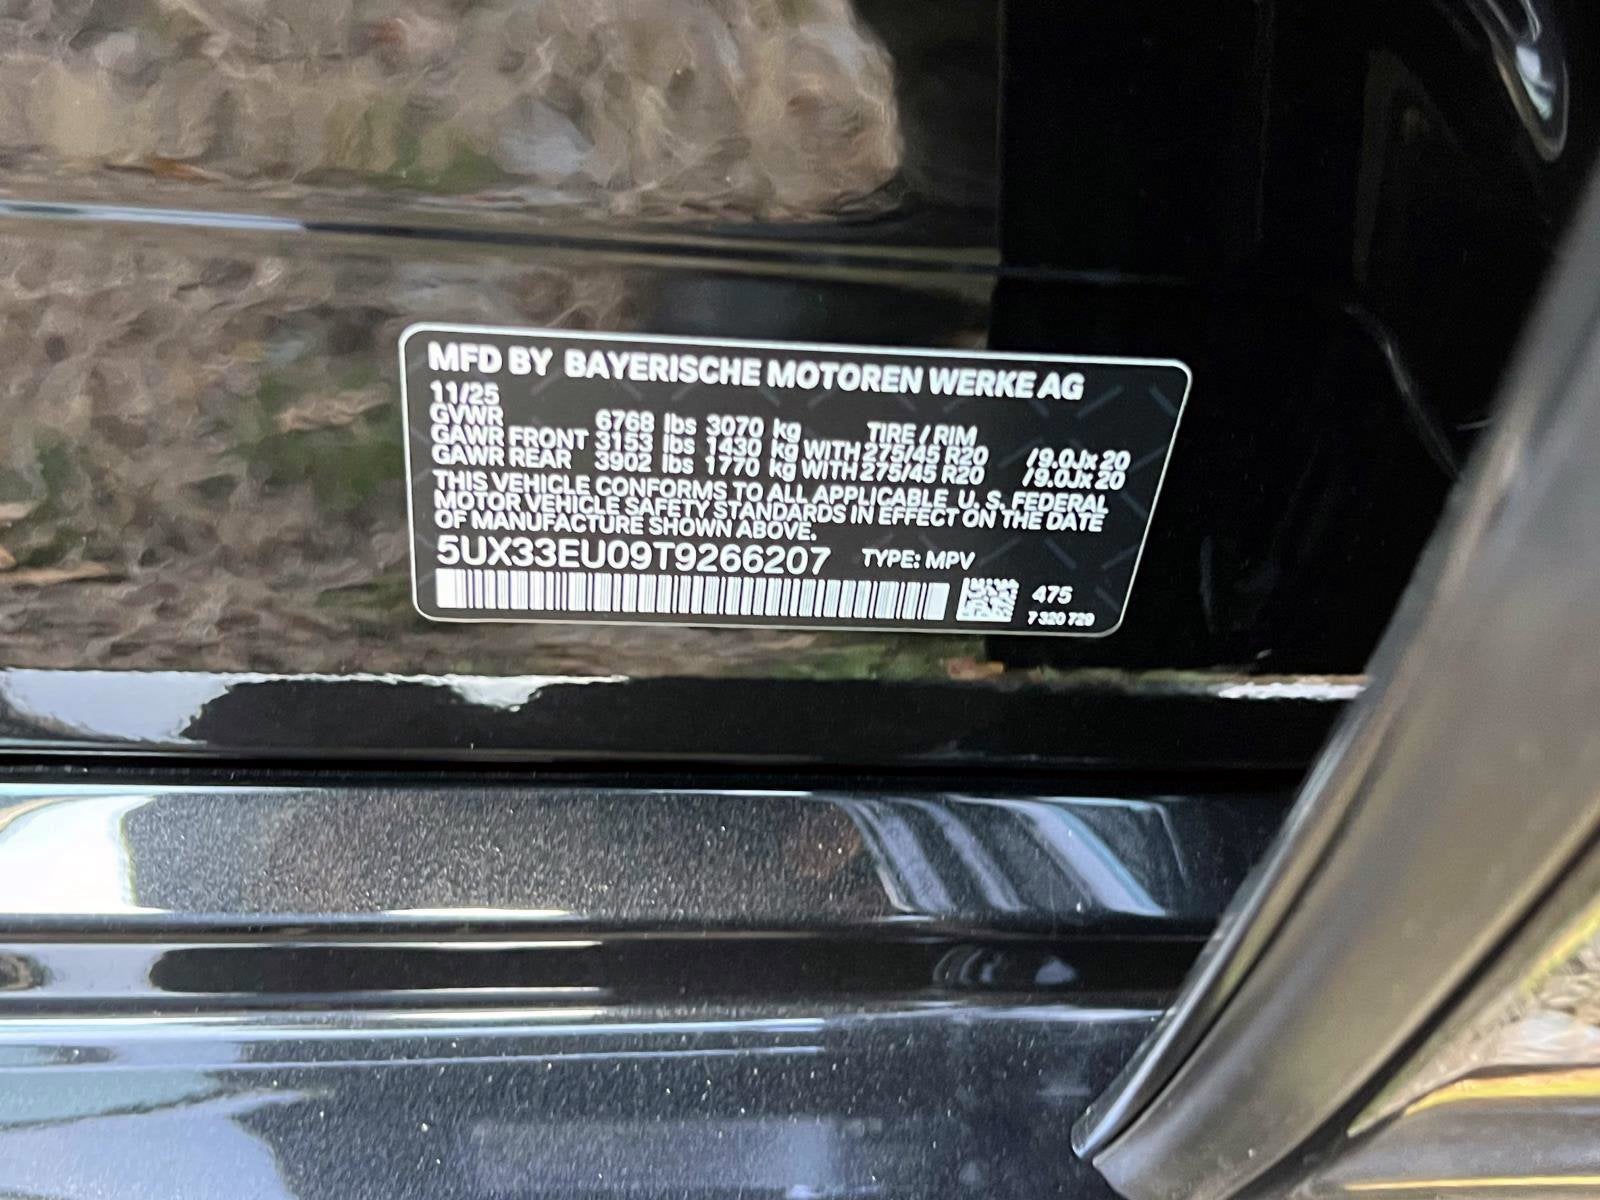 MFD BY BAYERISCHE MOTOREN WERKE AG
11/25
GVWR 6768 lbs 3070 kg TIRE / RIM
GAWR FRONT 3153 lbs 1430 kg WITH 275/45 R20 /9.0Jx20
GAWR REAR 3902 lbs 1770 kg WITH 275/45 R20 /9.0Jx20
THIS VEHICLE CONFORMS TO ALL APPLICABLE U.S. FEDERAL
MOTOR VEHICLE SAFETY STANDARDS IN EFFECT ON THE DATE
OF MANUFACTURE SHOWN ABOVE.
5UX33EU09T9266207 TYPE: MPV
475
7 320 729